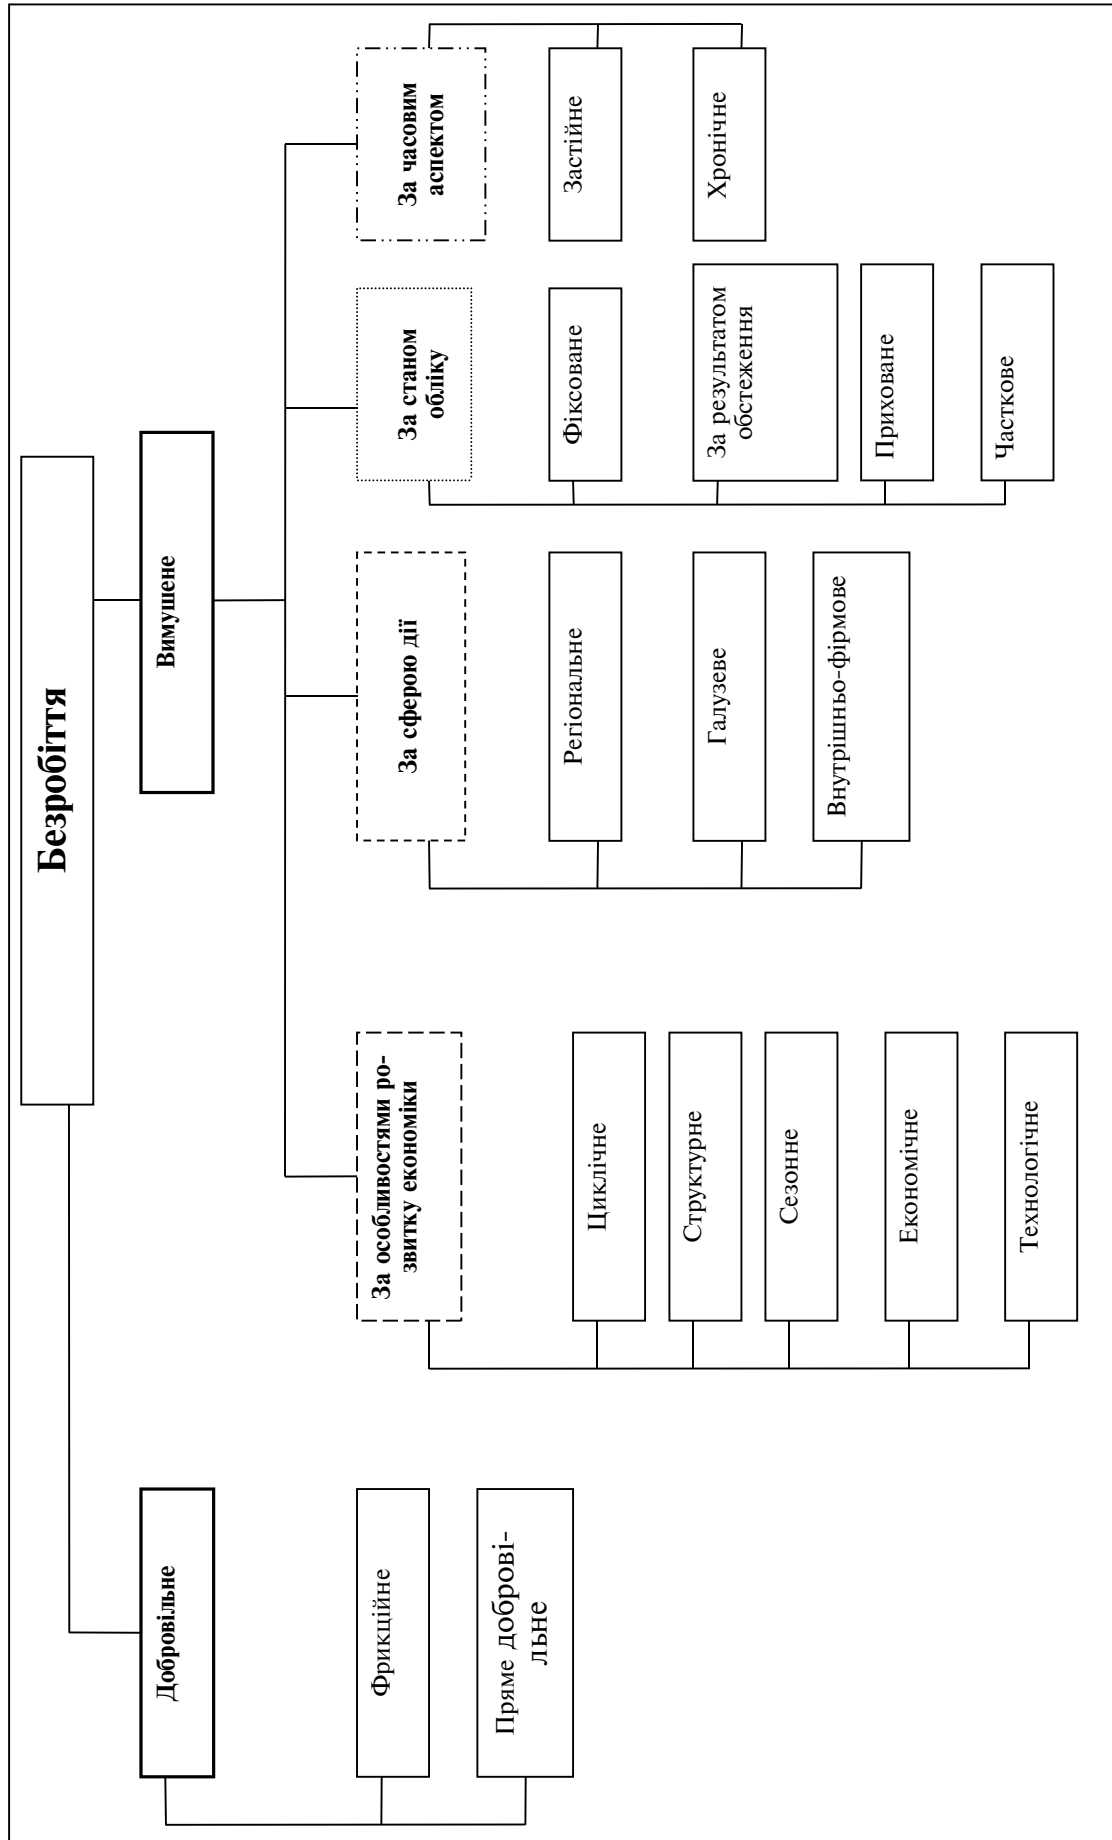 Безробіття
Добровільне
Вимушене
Фрикційне
Пряме доброві-
льне
За особливостями ро-
звитку економіки
Циклічне
Структурне
Сезонне
Економічне
Технологічне
За сферою дії
Регіональне
Галузеве
Внутрішньо-фірмове
За станом
обліку
Фіксоване
За результатом
обстеження
Приховане
Часткове
За часовим
аспектом
Застійне
Хронічне